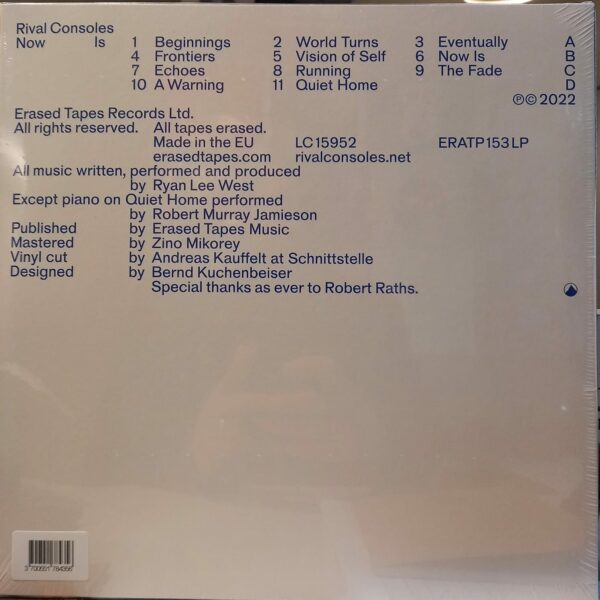 Rival Consoles
Now Is 1 Beginnings 2 World Turns 3 Eventually A
4 Frontiers 5 Vision of Self 6 Now Is B
7 Echoes 8 Running 9 The Fade C
10 A Warning 11 Quiet Home D
℗© 2022
Erased Tapes Records Ltd.
All rights reserved. All tapes erased.
Made in the EU LC 15952 ERATP153LP
erasedtapes.com rivalconsoles.net
All music written, performed and produced
by Ryan Lee West
Except piano on Quiet Home performed
by Robert Murray Jamieson
Published by Erased Tapes Music
Mastered by Zino Mikorey
Vinyl cut by Andreas Kauffelt at Schnittstelle
Designed by Bernd Kuchenbeiser
Special thanks as ever to Robert Raths.